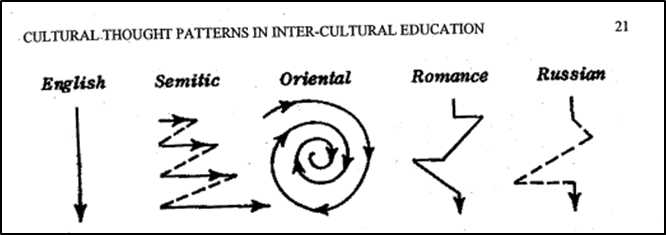 CULTURAL THOUGHT PATTERNS IN INTER-CULTURAL EDUCATION 21
English Semitic Oriental Romance Russian